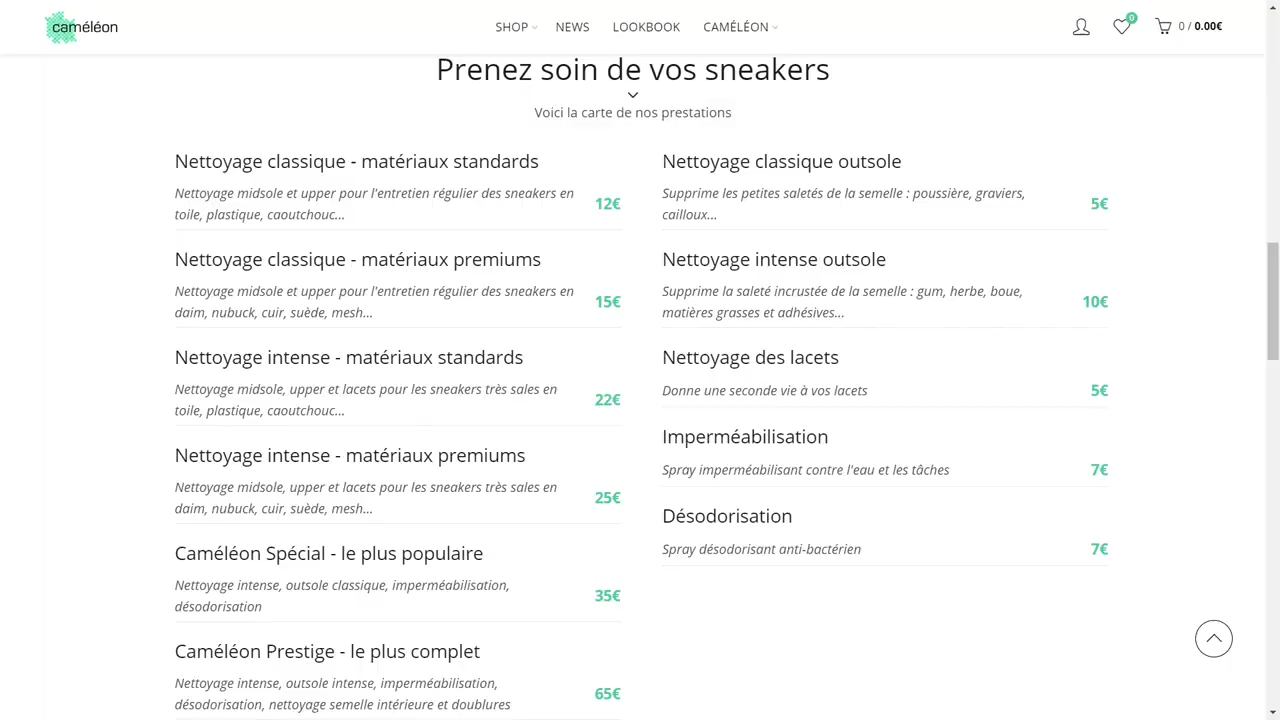 caméléon
SHOP
NEWS
LOOKBOOK
CAMÉLÉON
0
0 / 0.00€
Prenez soin de vos sneakers
Voici la carte de nos prestations
Nettoyage classique - matériaux standards
Nettoyage midsole et upper pour l'entretien régulier des sneakers en
toile, plastique, caoutchouc...
12€
Nettoyage classique - matériaux premiums
Nettoyage midsole et upper pour l'entretien régulier des sneakers en
daim, nubuck, cuir, suède, mesh...
15€
Nettoyage intense - matériaux standards
Nettoyage midsole, upper et lacets pour les sneakers très sales en
toile, plastique, caoutchouc...
22€
Nettoyage intense - matériaux premiums
Nettoyage midsole, upper et lacets pour les sneakers très sales en
daim, nubuck, cuir, suède, mesh...
25€
Caméléon Spécial - le plus populaire
Nettoyage intense, outsole classique, imperméabilisation,
désodorisation
35€
Caméléon Prestige - le plus complet
Nettoyage intense, outsole intense, imperméabilisation,
désodorisation, nettoyage semelle intérieure et doublures
65€
Nettoyage classique outsole
Supprime les petites saletés de la semelle : poussière, graviers,
cailloux...
5€
Nettoyage intense outsole
Supprime la saleté incrustée de la semelle : gum, herbe, boue,
matières grasses et adhésives...
10€
Nettoyage des lacets
Donne une seconde vie à vos lacets
5€
Imperméabilisation
Spray imperméabilisant contre l'eau et les tâches
7€
Désodorisation
Spray désodorisant anti-bactérien
7€